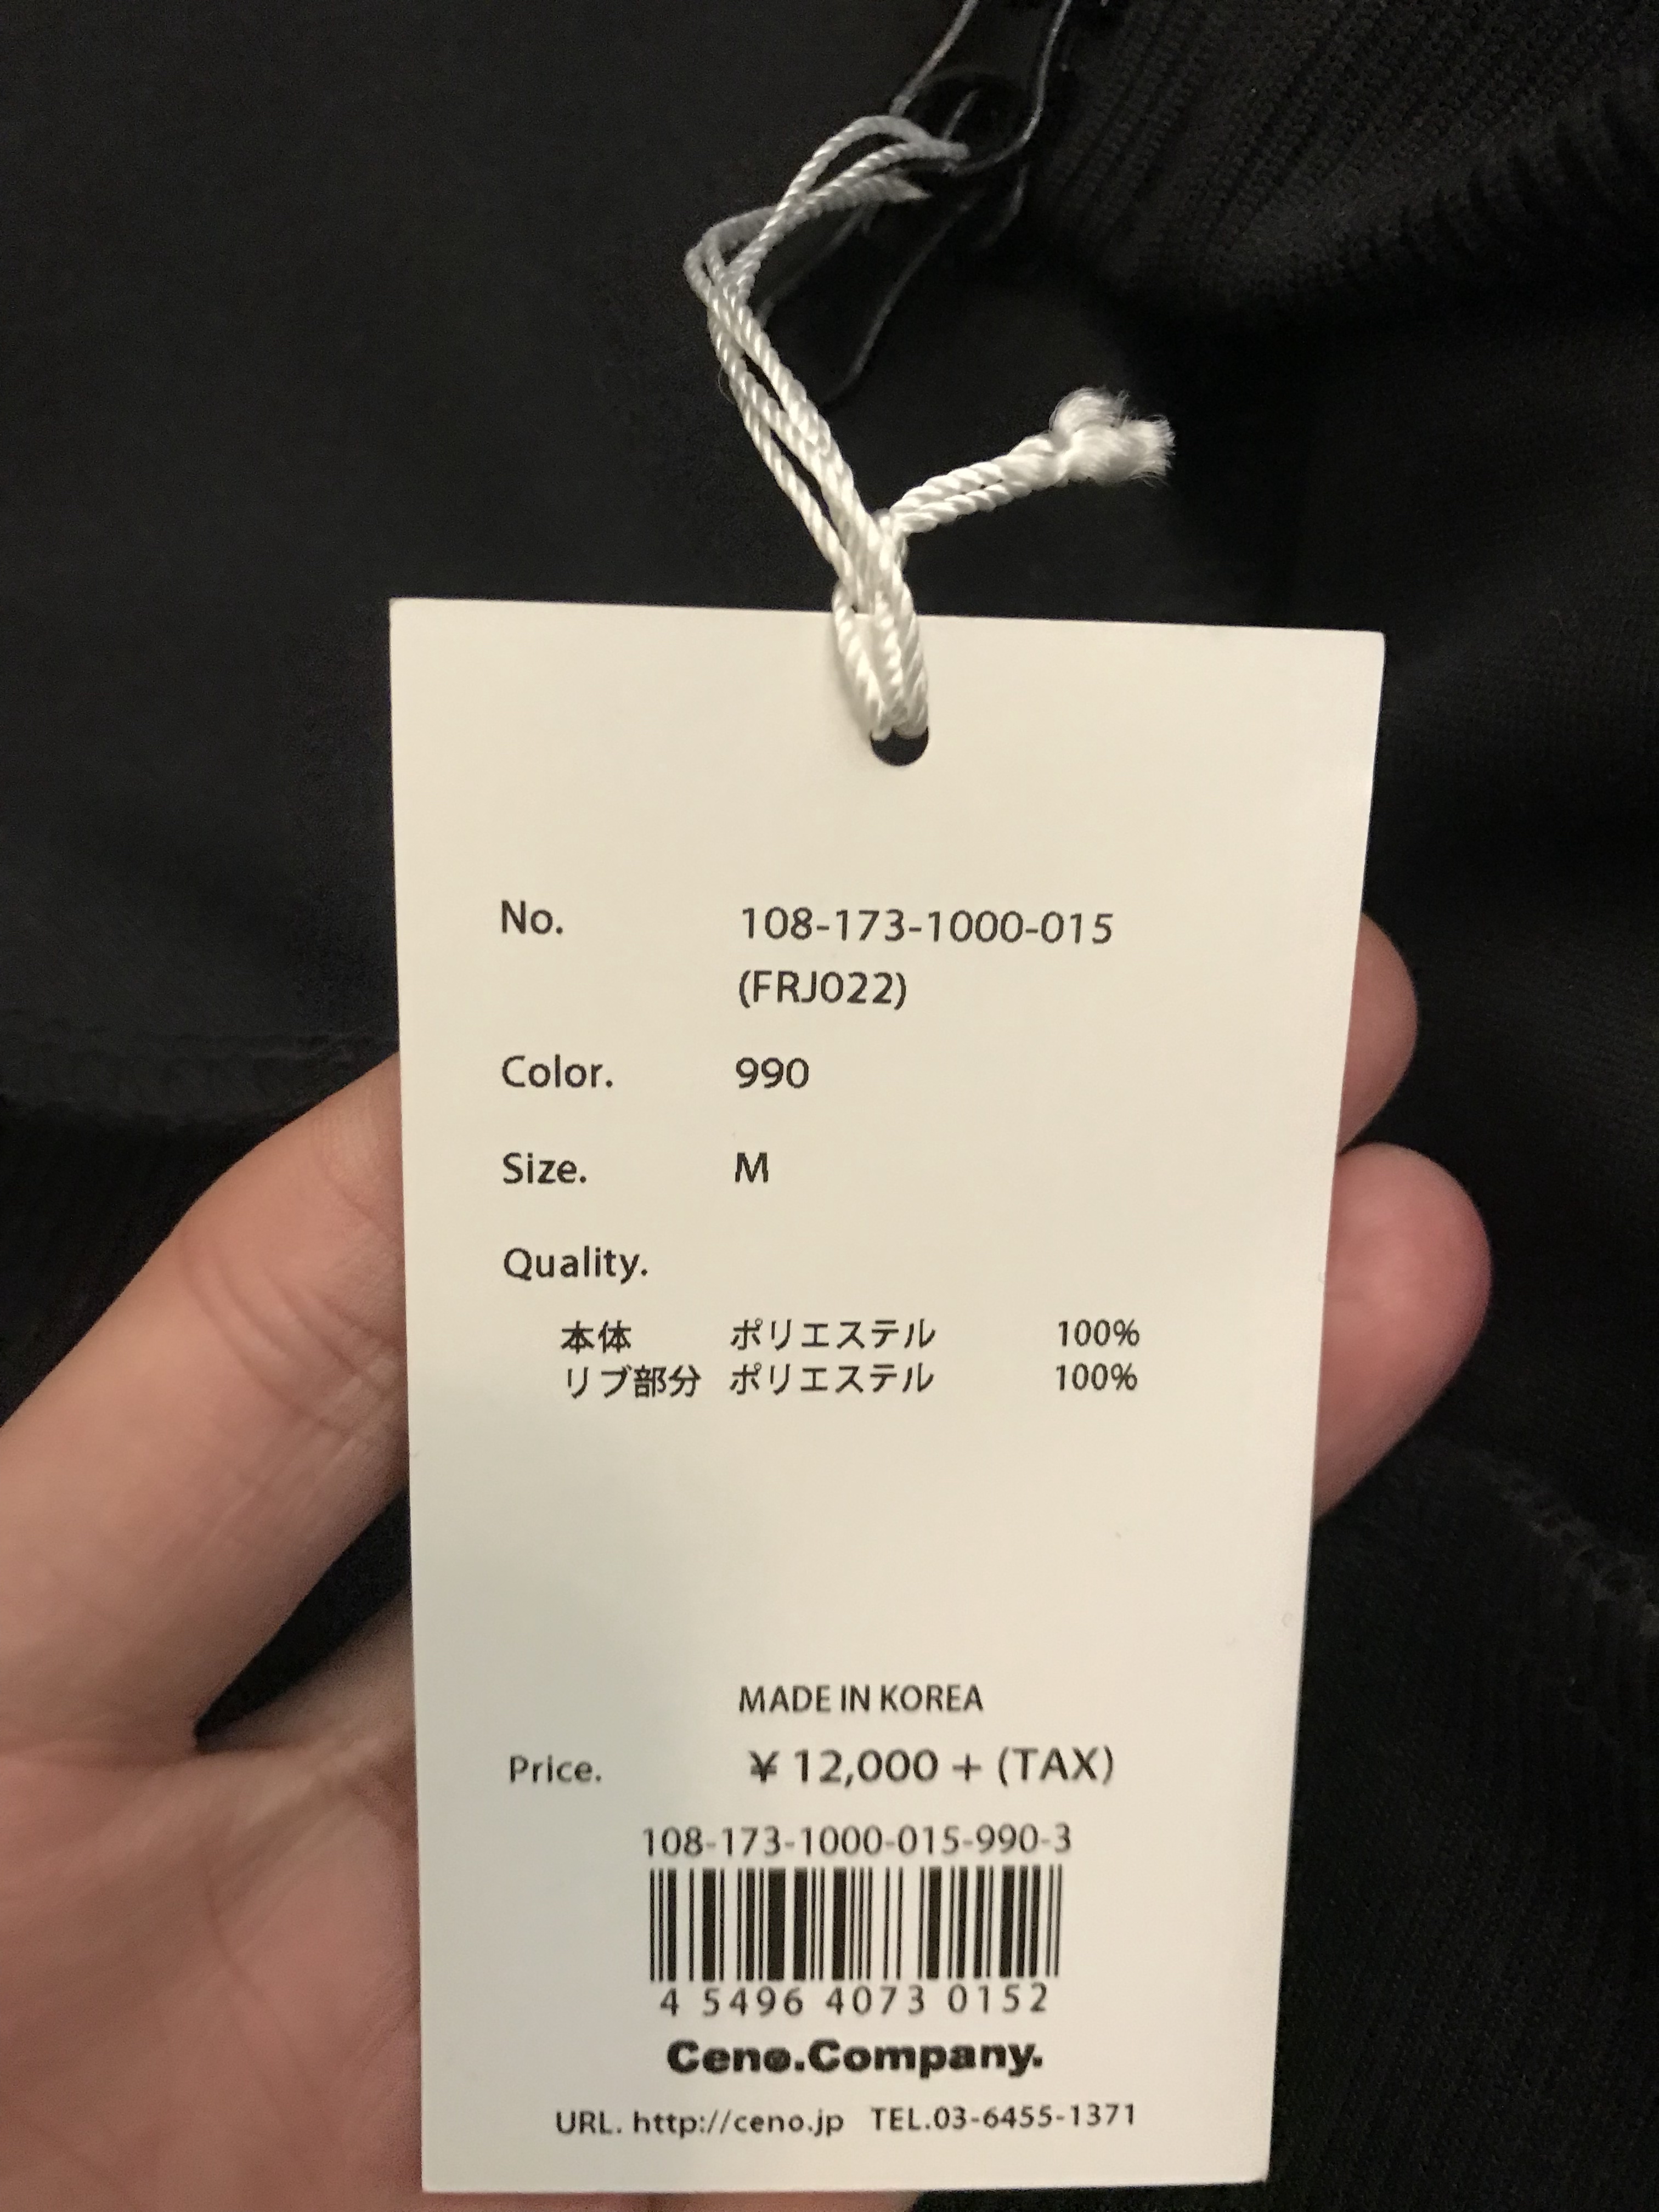 No. 108-173-1000-015
(FRJ022)
Color. 990
Size. M
Quality.
本体 ポリエステル 100%
リブ部分 ポリエステル 100%
MADE IN KOREA
Price. ¥ 12,000 + (TAX)
108-173-1000-015-990-3
4 5496 4073 0152
Ceno.Company.
URL. http://ceno.jp TEL.03-6455-1371